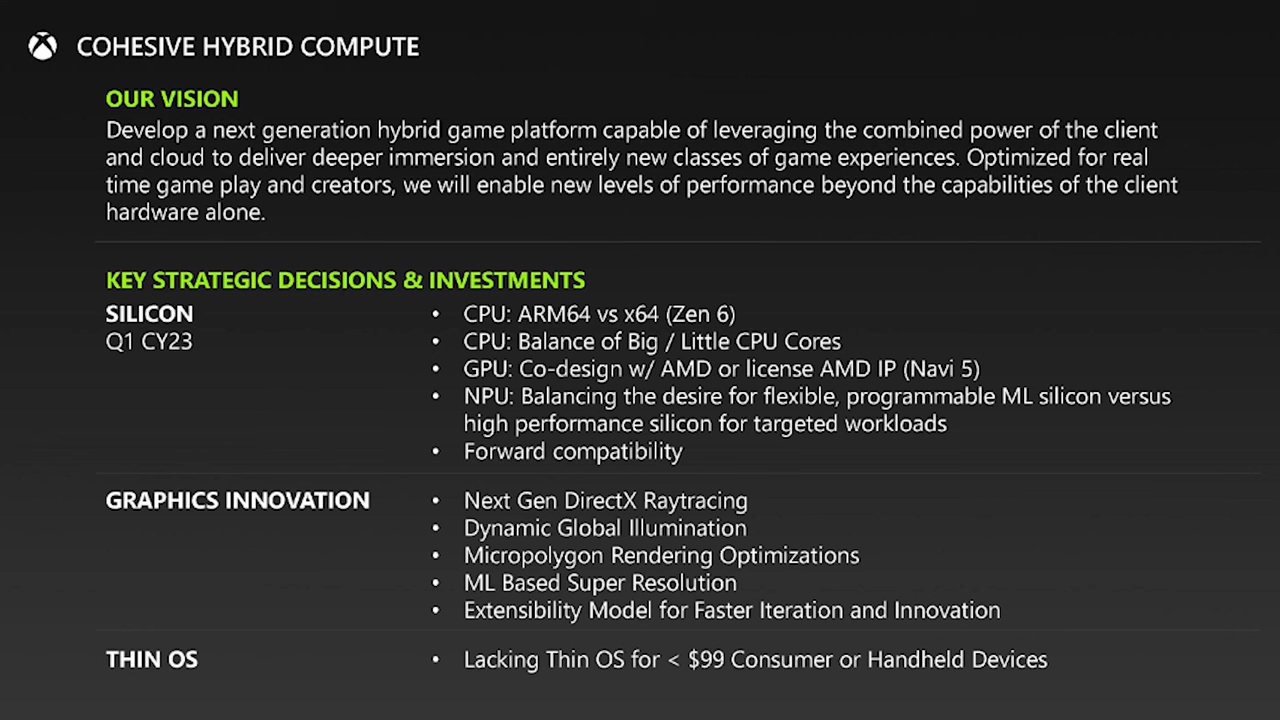 COHESIVE HYBRID COMPUTE
OUR VISION
Develop a next generation hybrid game platform capable of leveraging the combined power of the client
and cloud to deliver deeper immersion and entirely new classes of game experiences. Optimized for real
time game play and creators, we will enable new levels of performance beyond the capabilities of the client
hardware alone.
KEY STRATEGIC DECISIONS & INVESTMENTS
SILICON
Q1 CY23
• CPU: ARM64 vs x64 (Zen 6)
• CPU: Balance of Big / Little CPU Cores
• GPU: Co-design w/ AMD or license AMD IP (Navi 5)
• NPU: Balancing the desire for flexible, programmable ML silicon versus
high performance silicon for targeted workloads
• Forward compatibility
GRAPHICS INNOVATION
• Next Gen DirectX Raytracing
• Dynamic Global Illumination
• Micropolygon Rendering Optimizations
• ML Based Super Resolution
• Extensibility Model for Faster Iteration and Innovation
THIN OS
• Lacking Thin OS for < $99 Consumer or Handheld Devices